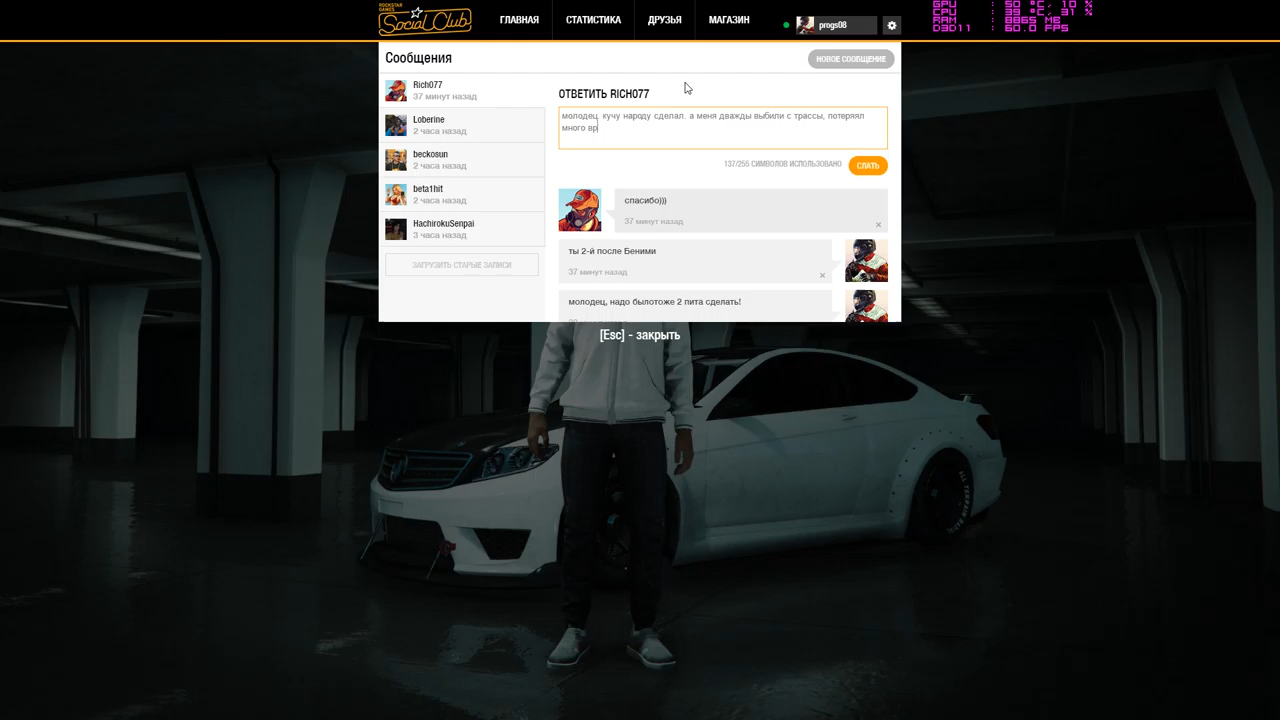 ROCKSTAR GAMES
Social Club
ГЛАВНАЯ
СТАТИСТИКА
ДРУЗЬЯ
МАГАЗИН
progs08
GPU : 50 °C, 10 %
CPU : 39 °C, 31 %
RAM : 8865 МБ
D3D11 : 60.0 FPS
Сообщения
НОВОЕ СООБЩЕНИЕ
Rich077
37 минут назад
Loberine
2 часа назад
beckosun
2 часа назад
beta1hit
2 часа назад
HachirokuSenpai
3 часа назад
ЗАГРУЗИТЬ СТАРЫЕ ЗАПИСИ
ОТВЕТИТЬ RICH077
молодец. кучу народу сделал. а меня дважды выбили с трассы, потеряял
много вр
137/255 СИМВОЛОВ ИСПОЛЬЗОВАНО
СЛАТЬ
спасибо)))
37 минут назад
ты 2-й после Беними
37 минут назад
молодец, надо былотоже 2 пита сделать!
[Esc] - закрыть